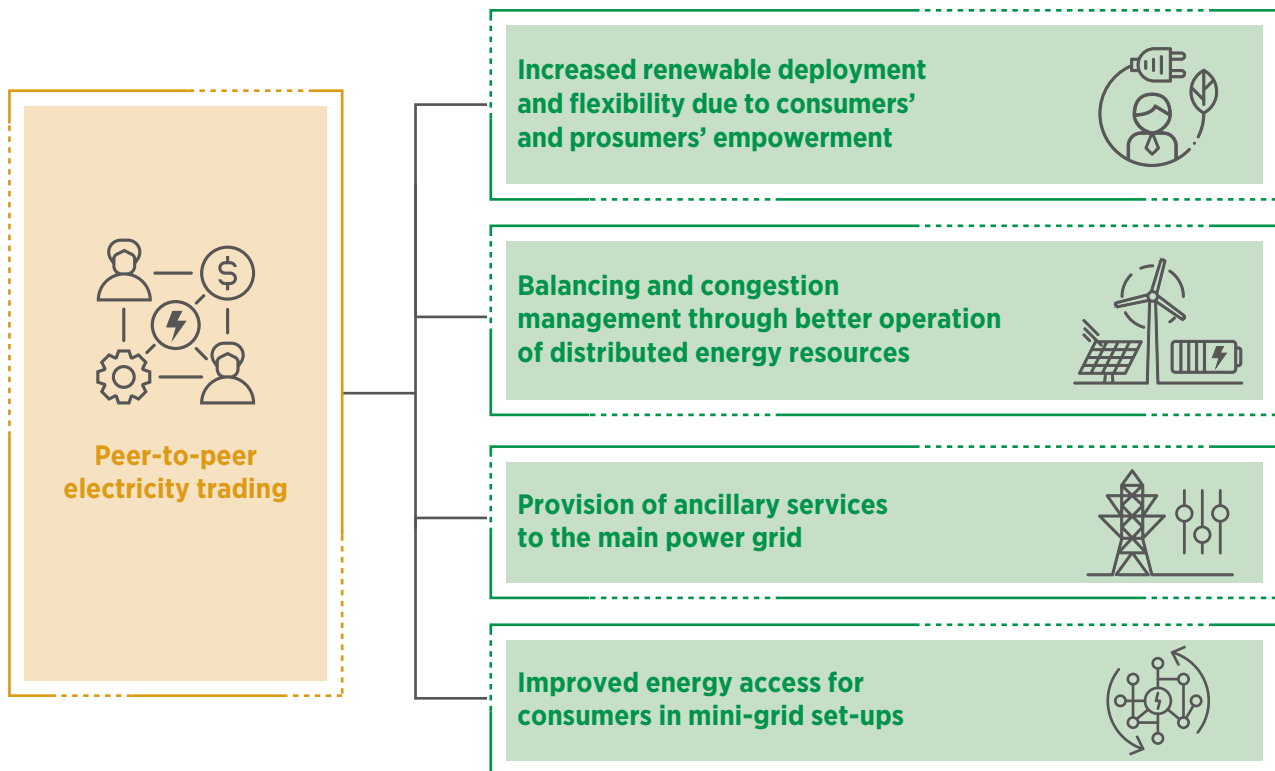 Peer-to-peer
electricity trading
Increased renewable deployment
and flexibility due to consumers’
and prosumers’ empowerment
Balancing and congestion
management through better operation
of distributed energy resources
Provision of ancillary services
to the main power grid
Improved energy access for
consumers in mini-grid set-ups